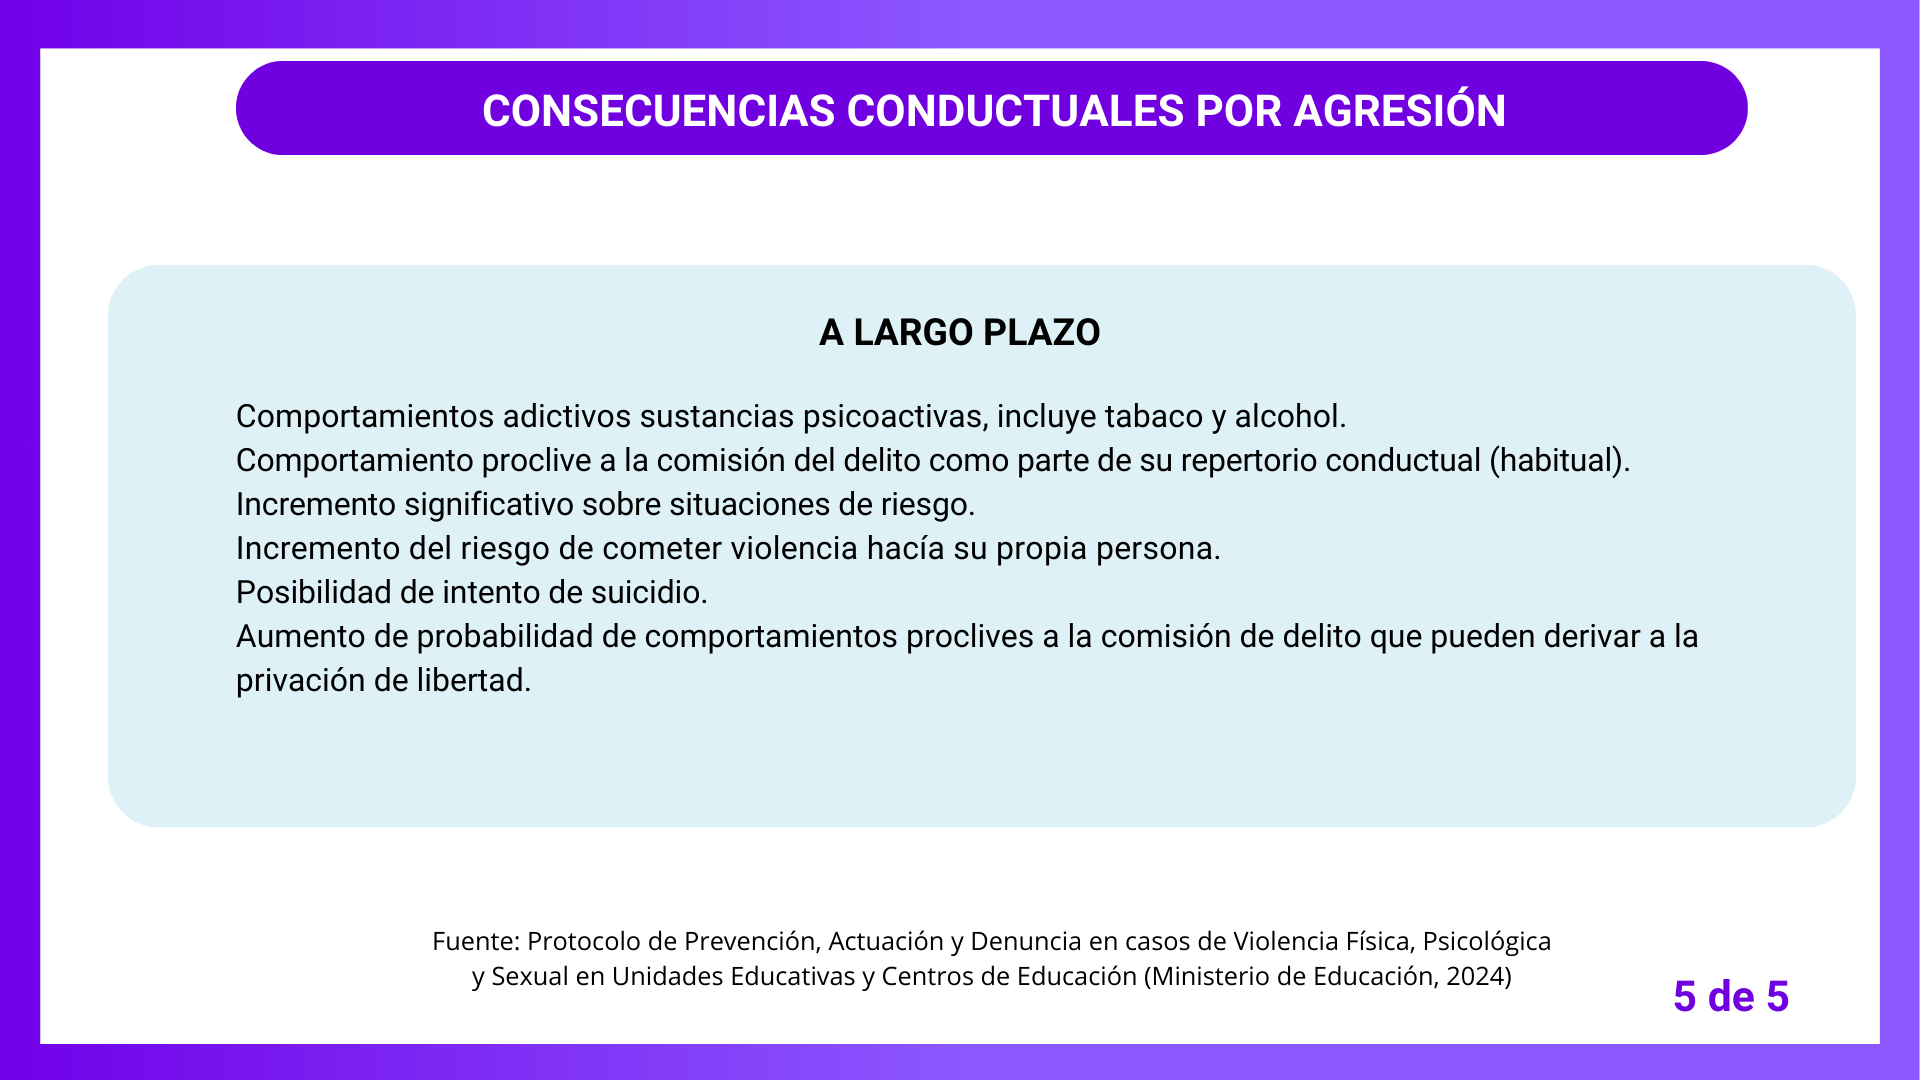 CONSECUENCIAS CONDUCTUALES POR AGRESIÓN
A LARGO PLAZO
Comportamientos adictivos sustancias psicoactivas, incluye tabaco y alcohol.
Comportamiento proclive a la comisión del delito como parte de su repertorio conductual (habitual).
Incremento significativo sobre situaciones de riesgo.
Incremento del riesgo de cometer violencia hacía su propia persona.
Posibilidad de intento de suicidio.
Aumento de probabilidad de comportamientos proclives a la comisión de delito que pueden derivar a la
privación de libertad.
Fuente: Protocolo de Prevención, Actuación y Denuncia en casos de Violencia Física, Psicológica
y Sexual en Unidades Educativas y Centros de Educación (Ministerio de Educación, 2024)
5 de 5